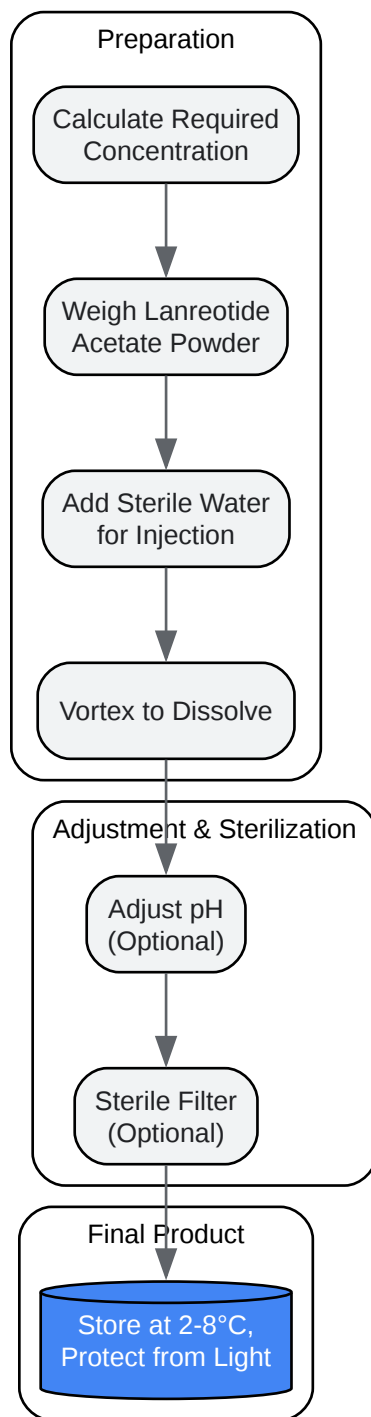 Preparation
Calculate Required
Concentration
Weigh Lanreotide
Acetate Powder
Add Sterile Water
for Injection
Vortex to Dissolve
Adjustment & Sterilization
Adjust pH
(Optional)
Sterile Filter
(Optional)
Final Product
Store at 2-8°C,
Protect from Light